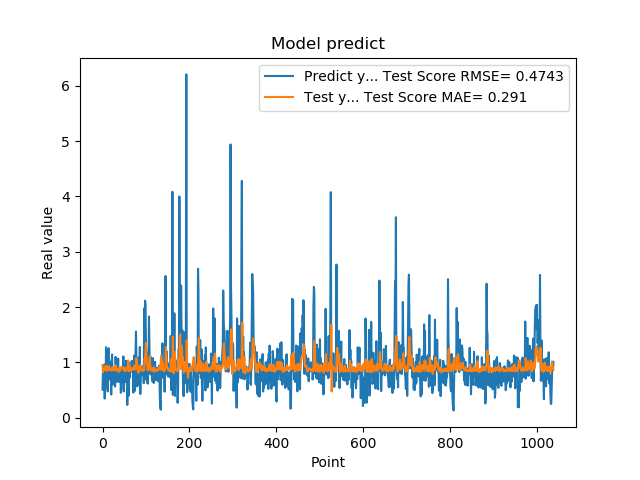 Model predict
Predict y... Test Score RMSE= 0.4743
Test y... Test Score MAE= 0.291
6
5
4
3
2
1
0
Real value
0 200 400 600 800 1000
Point